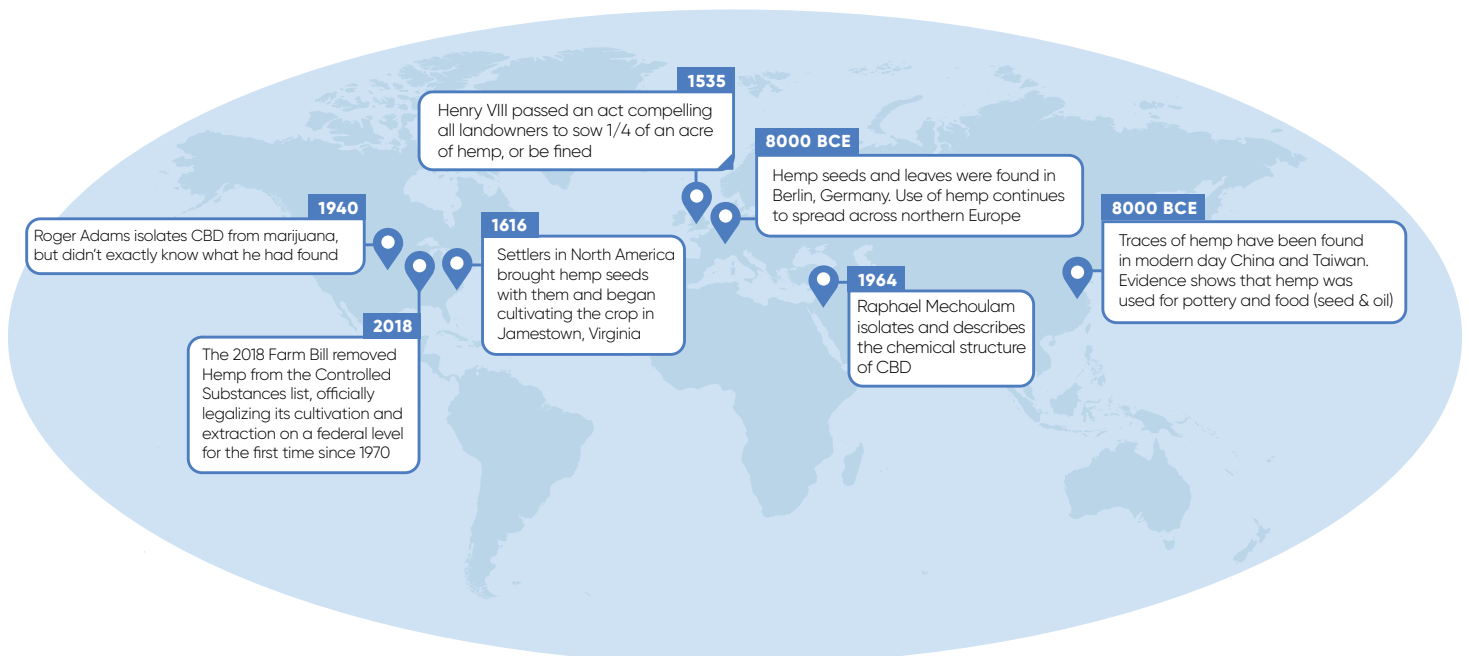 1535
Henry VIII passed an act compelling
all landowners to sow 1/4 of an acre
of hemp, or be fined
8000 BCE
Hemp seeds and leaves were found in
Berlin, Germany. Use of hemp continues
to spread across northern Europe
1940
Roger Adams isolates CBD from marijuana,
but didn't exactly know what he had found
1616
Settlers in North America
brought hemp seeds
with them and began
cultivating the crop in
Jamestown, Virginia
8000 BCE
Traces of hemp have been found
in modern day China and Taiwan.
Evidence shows that hemp was
used for pottery and food (seed & oil)
1964
Raphael Mechoulam
isolates and describes
the chemical structure
of CBD
2018
The 2018 Farm Bill removed
Hemp from the Controlled
Substances list, officially
legalizing its cultivation and
extraction on a federal level
for the first time since 1970